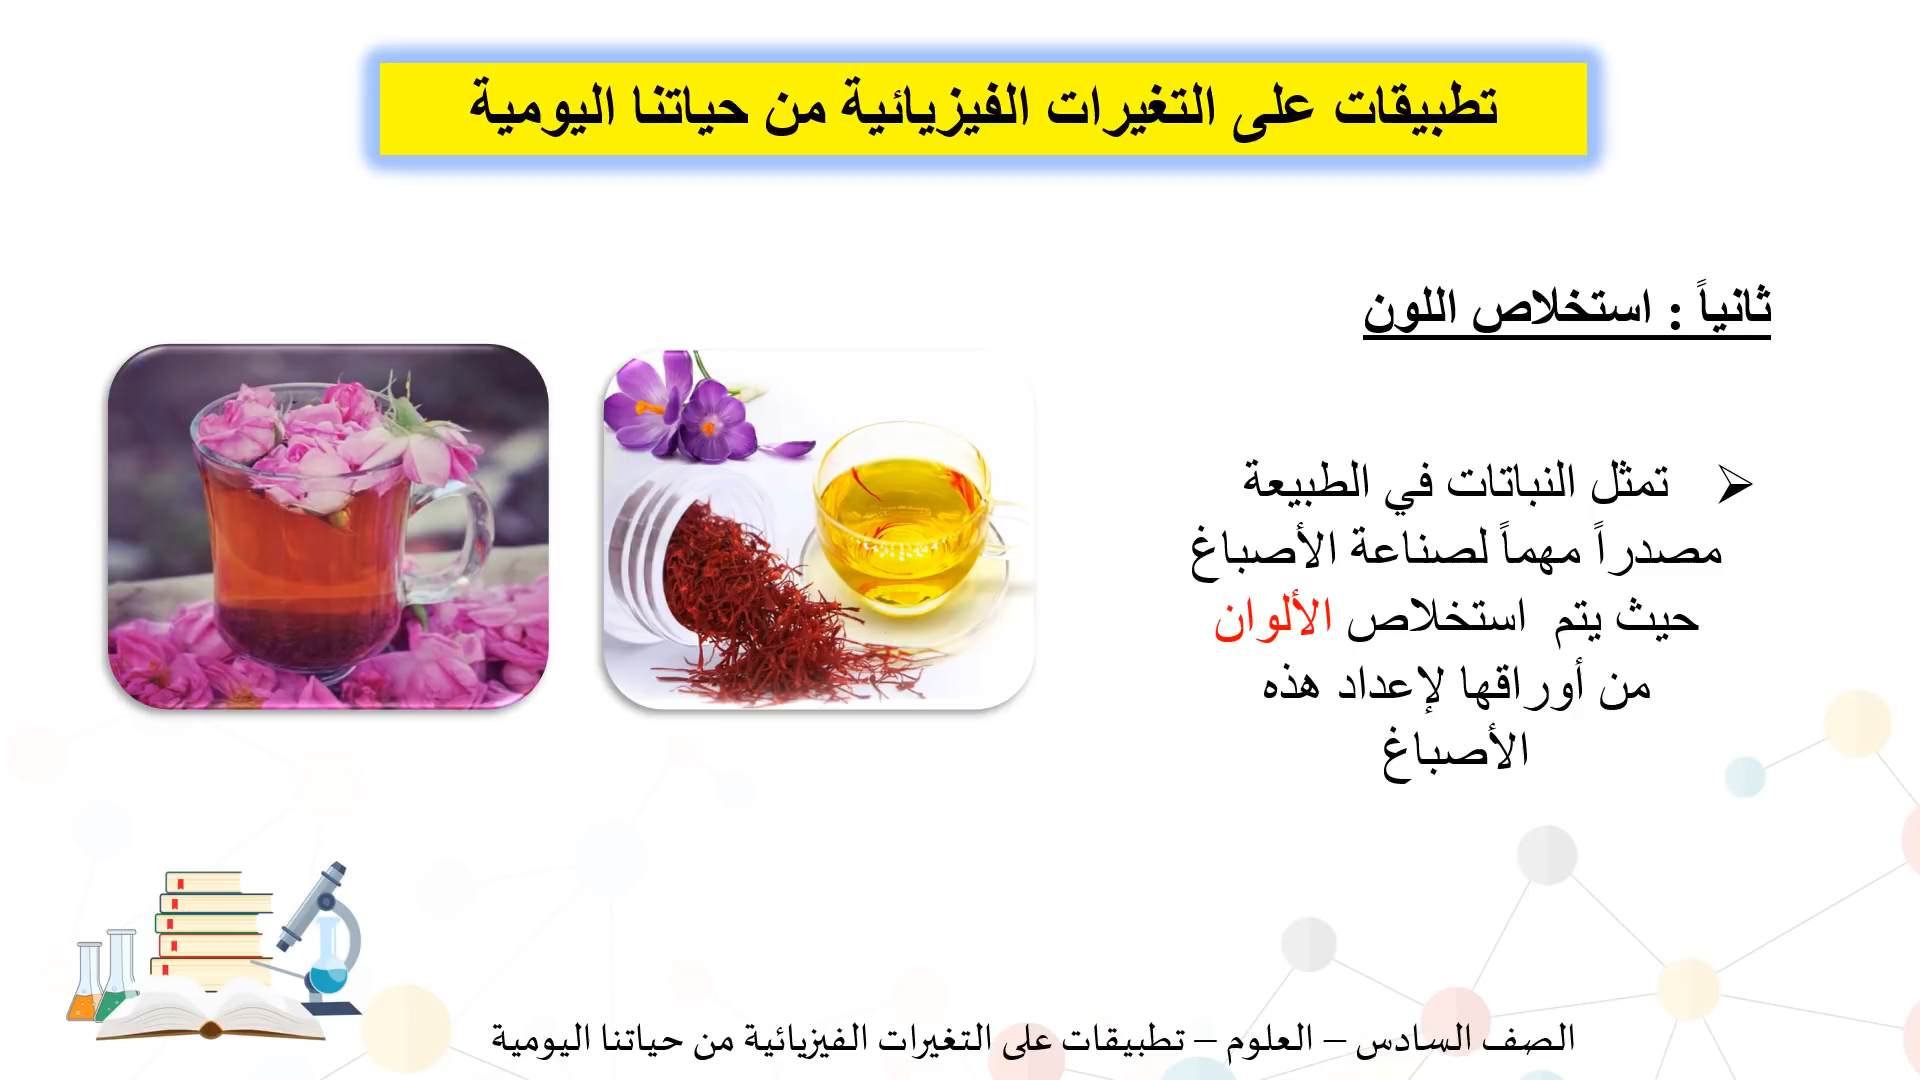 تطبيقات على التغيرات الفيزيائية من حياتنا اليومية
ثانياً : استخلاص اللون
تمثل النباتات في الطبيعة
مصدراً مهماً لصناعة الأصباغ
حيث يتم استخلاص الألوان
من أوراقها لإعداد هذه
الأصباغ
الصف السادس – العلوم – تطبيقات على التغيرات الفيزيائية من حياتنا اليومية